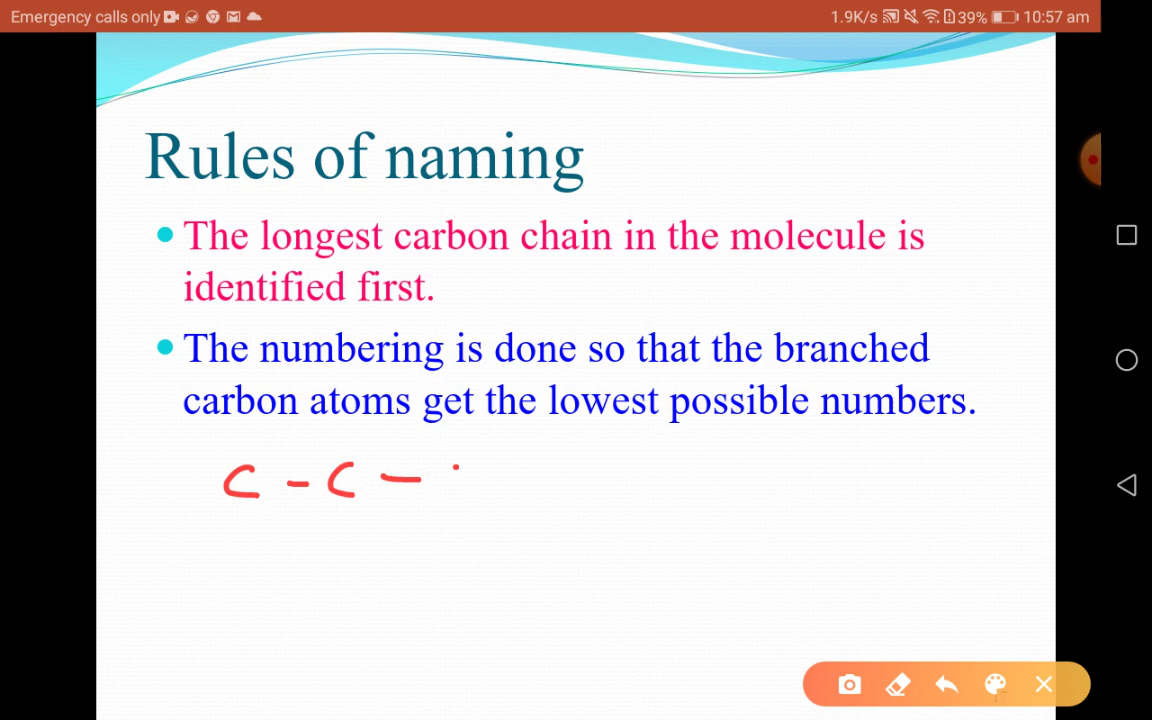 Emergency calls only 1.9K/s 39% 10:57 am
Rules of naming
The longest carbon chain in the molecule is
identified first.
The numbering is done so that the branched
carbon atoms get the lowest possible numbers.
C - C -